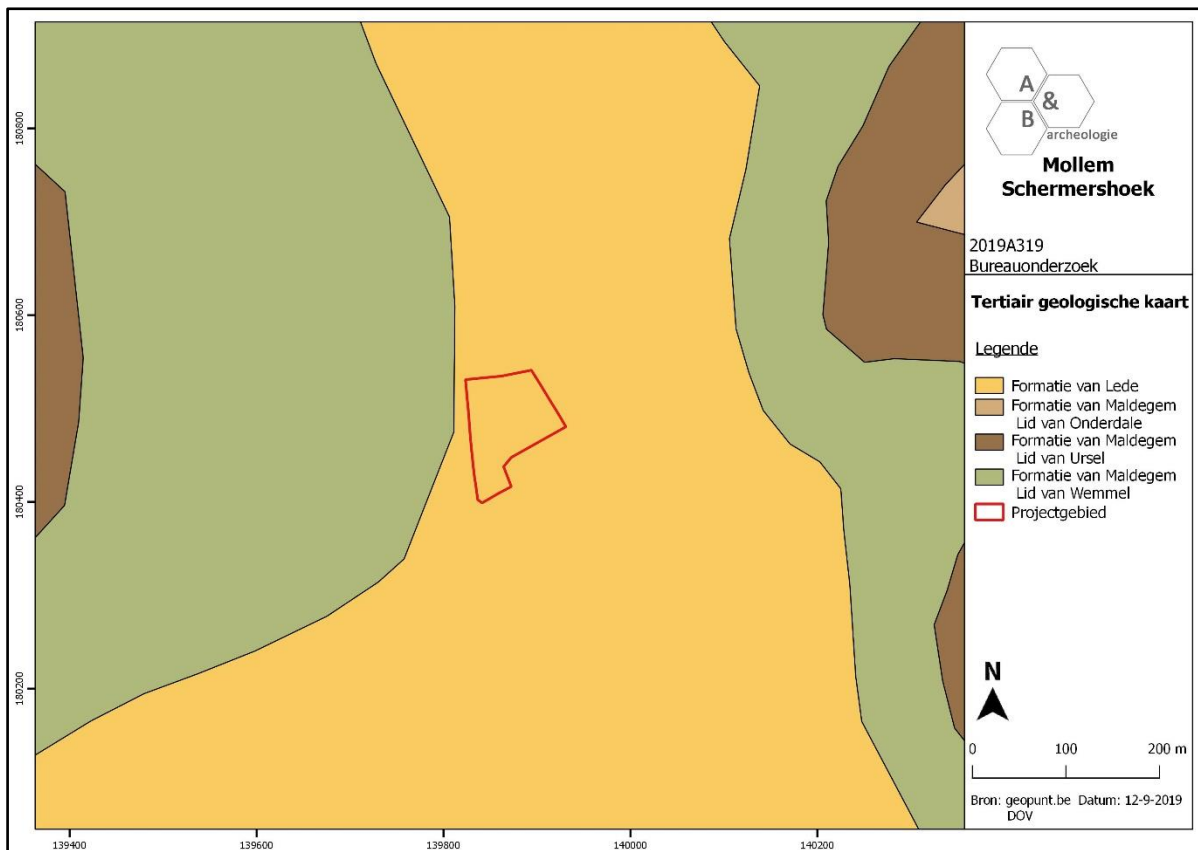 A
&
B
archeologie
Mollem
Schermershoek
2019A319
Bureauonderzoek
Tertiair geologische kaart
Legende
Formatie van Lede
Formatie van Maldegem
Lid van Onderdale
Formatie van Maldegem
Lid van Ursel
Formatie van Maldegem
Lid van Wemmel
Projectgebied
N
0 100 200 m
Bron: geopunt.be Datum: 12-9-2019
DOV
180800
180600
180400
180200
139400 139600 139800 140000 140200